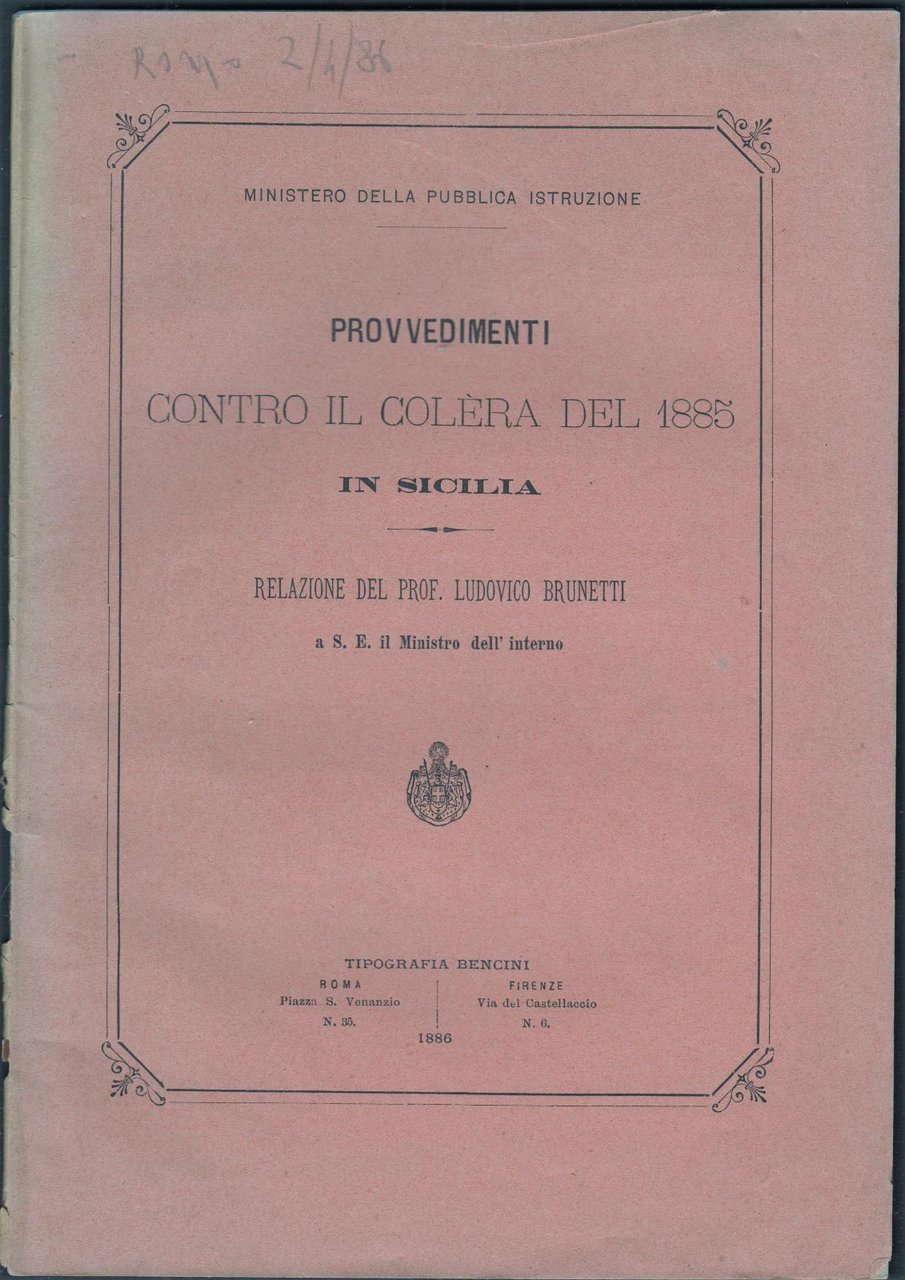 2/4/86
MINISTERO DELLA PUBBLICA ISTRUZIONE
PROVVEDIMENTI
CONTRO IL COLÈRA DEL 1885
IN SICILIA
RELAZIONE DEL PROF. LUDOVICO BRUNETTI
a S. E. il Ministro dell' interno
TIPOGRAFIA BENCINI
ROMA
Piazza S. Venanzio
N. 35.
FIRENZE
Via del Castellaccio
N. 6.
1886